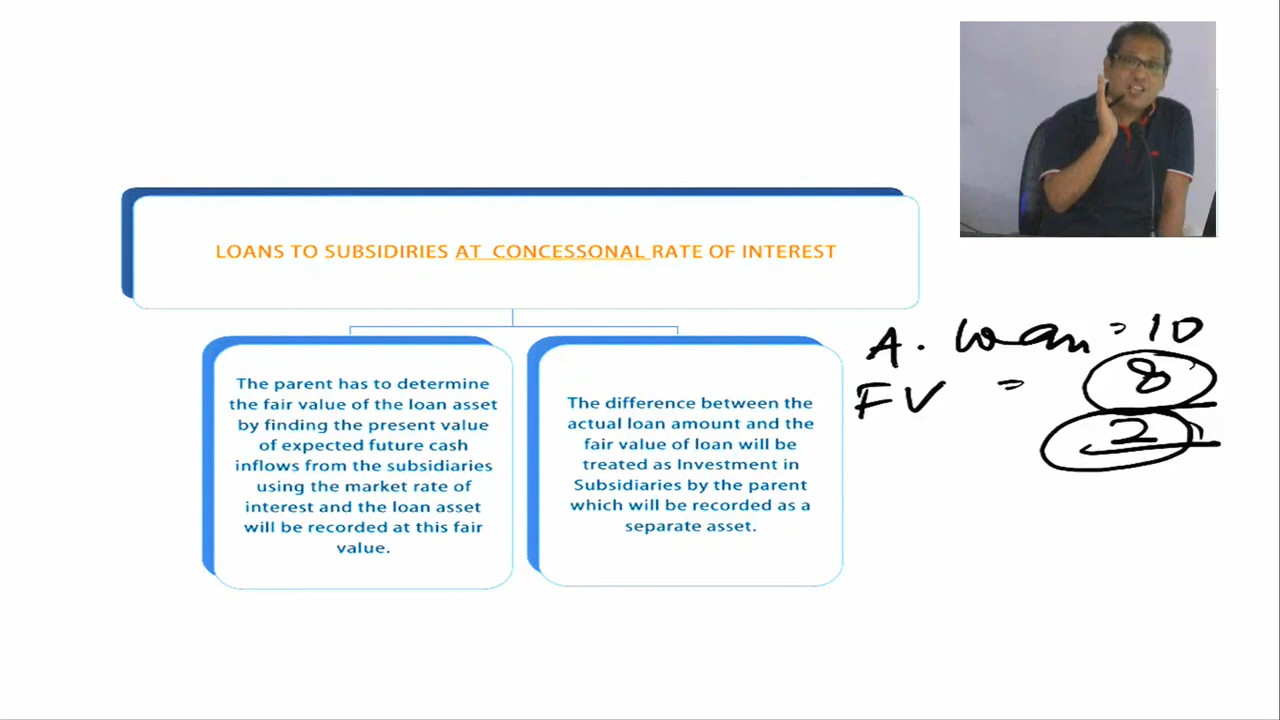 LOANS TO SUBSIDIRIES AT CONCESSONAL RATE OF INTEREST
The parent has to determine
the fair value of the loan asset
by finding the present value
of expected future cash
inflows from the subsidiaries
using the market rate of
interest and the loan asset
will be recorded at this fair
value.
The difference between the
actual loan amount and the
fair value of loan will be
treated as Investment in
Subsidiaries by the parent
which will be recorded as a
separate asset.
A. loan = 10
FV = 8
2